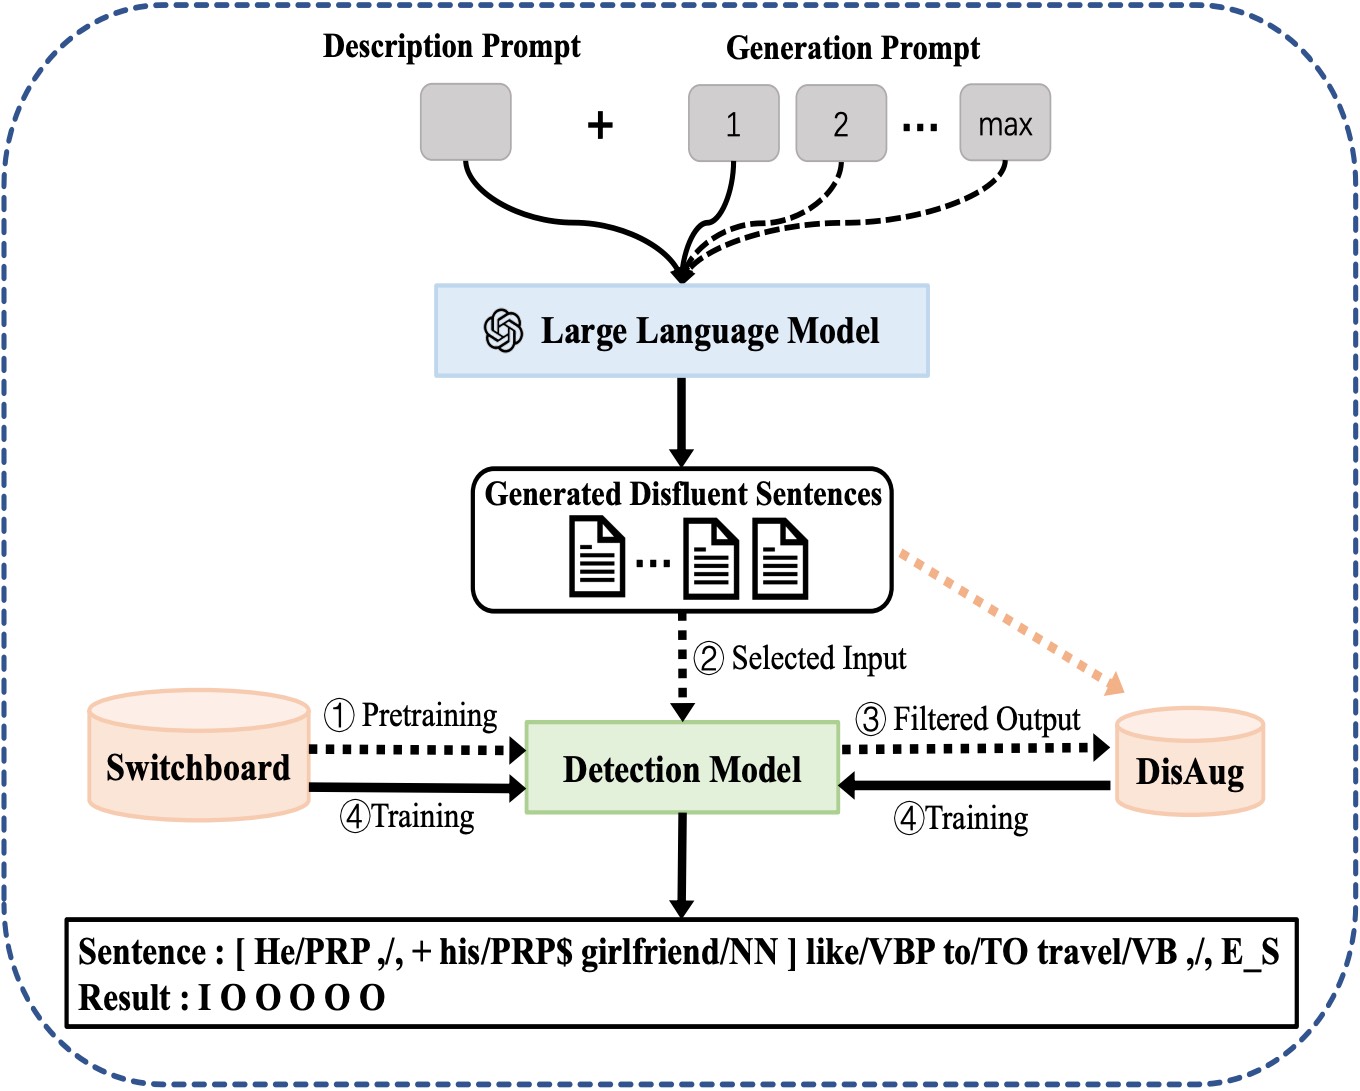 Description Prompt
Generation Prompt
+
1
2
...
max
Large Language Model
Generated Disfluent Sentences
...
② Selected Input
① Pretraining
③ Filtered Output
Switchboard
Detection Model
DisAug
④Training
④Training
Sentence : [ He/PRP ,/, + his/PRP$ girlfriend/NN ] like/VBP to/TO travel/VB ,/, E_S
Result : I O O O O O